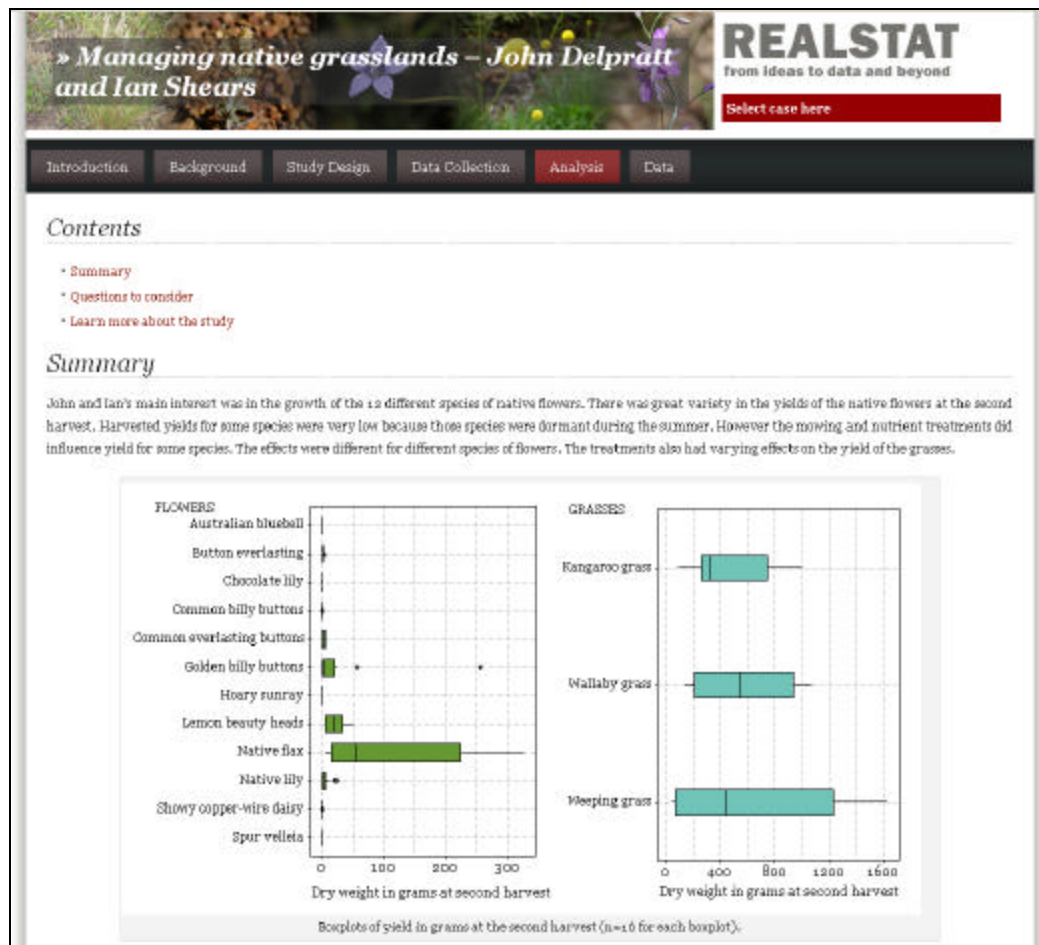 » Managing native grasslands – John Delpratt
and Ian Shears
REALSTAT
from ideas to data and beyond
Select case here
Introduction Background Study Design Data Collection Analysis Data
Contents
• Summary
• Questions to consider
• Learn more about the study
Summary
John and Ian's main interest was in the growth of the 12 different species of native flowers. There was great variety in the yields of the native flowers at the second
harvest. Harvested yields for some species were very low because those species were dormant during the summer. However the mowing and nutrient treatments did
influence yield for some species. The effects were different for different species of flowers. The treatments also had varying effects on the yield of the grasses.
FLOWERS
Australian bluebell
Button everlasting
Chocolate lily
Common billy buttons
Common everlasting buttons
Golden billy buttons
Hoary sunray
Lemon beauty heads
Native flax
Native lily
Showy copper-wire daisy
Spur velleia
0 100 200 300
Dry weight in grams at second harvest
GRASSES
Kangaroo grass
Wallaby grass
Weeping grass
0 400 800 1200 1600
Dry weight in grams at second harvest
Boxplots of yield in grams at the second harvest (n=16 for each boxplot).